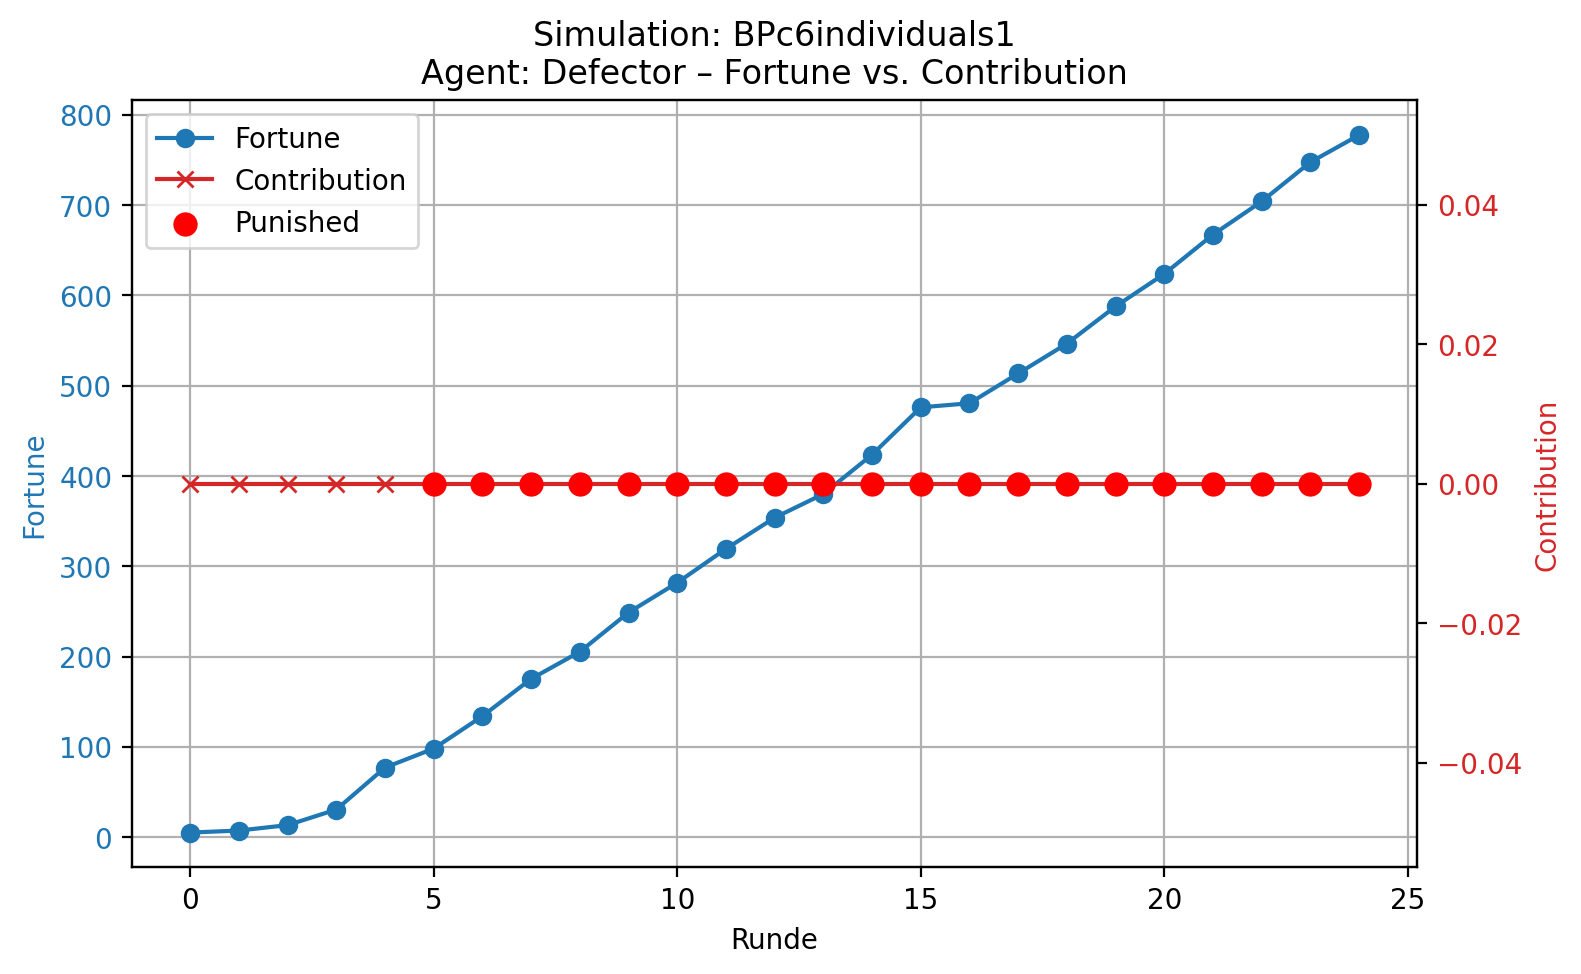 Simulation: BPc6individuals1
Agent: Defector – Fortune vs. Contribution
Fortune
Contribution
Punished
800
700
600
500
400
300
200
100
0
Fortune
0.04
0.02
0.00
−0.02
−0.04
Contribution
0 5 10 15 20 25
Runde